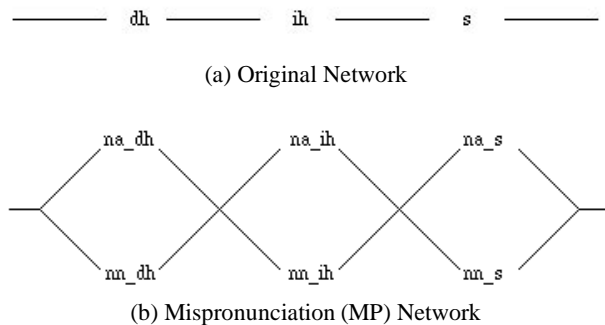 dh ih s
(a) Original Network
na_dh na_ih na_s
nn_dh nn_ih nn_s
(b) Mispronunciation (MP) Network